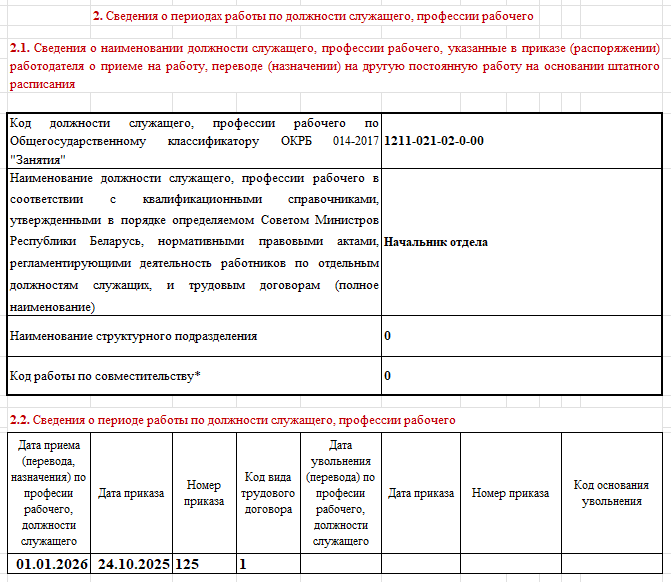 2. Сведения о периодах работы по должности служащего, профессии рабочего
2.1. Сведения о наименовании должности служащего, профессии рабочего, указанные в приказе (распоряжении)
работодателя о приеме на работу, переводе (назначении) на другую постоянную работу на основании штатного
расписания
Код должности служащего, профессии рабочего по
Общегосударственному классификатору ОКРБ 014-2017
"Занятия"
1211-021-02-0-00
Наименование должности служащего, профессии рабочего в
соответствии с квалификационными справочниками,
утвержденными в порядке определяемом Советом Министров
Республики Беларусь, нормативными правовыми актами,
регламентирующими деятельность работников по отдельным
должностям служащих, и трудовым договорам (полное
наименование)
Начальник отдела
Наименование структурного подразделения
0
Код работы по совместительству*
0
2.2. Сведения о периоде работы по должности служащего, профессии рабочего
Дата приема
(перевода,
назначения) по
професии
рабочего,
должности
служащего
Дата приказа
Номер
приказа
Код вида
трудового
договора
Дата
увольнения
(перевода) по
професии
рабочего,
должности
служащего
Дата приказа
Номер приказа
Код основания
увольнения
01.01.2026 24.10.2025 125 1